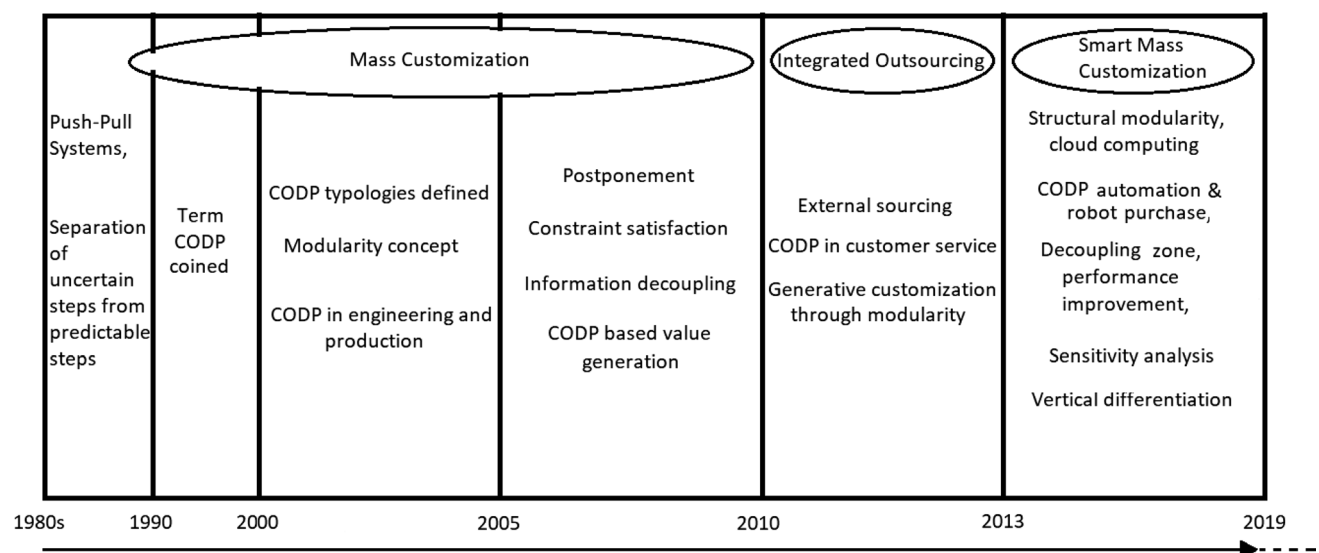 Mass Customization
Integrated Outsourcing
Smart Mass
Customization
Push-Pull
Systems,
Separation
of
uncertain
steps from
predictable
steps
Term
CODP
coined
CODP typologies defined
Modularity concept
CODP in engineering and
production
Postponement
Constraint satisfaction
Information decoupling
CODP based value
generation
External sourcing
CODP in customer service
Generative customization
through modularity
Structural modularity,
cloud computing
CODP automation &
robot purchase,
Decoupling zone,
performance
improvement,
Sensitivity analysis
Vertical differentiation
1980s
1990
2000
2005
2010
2013
2019